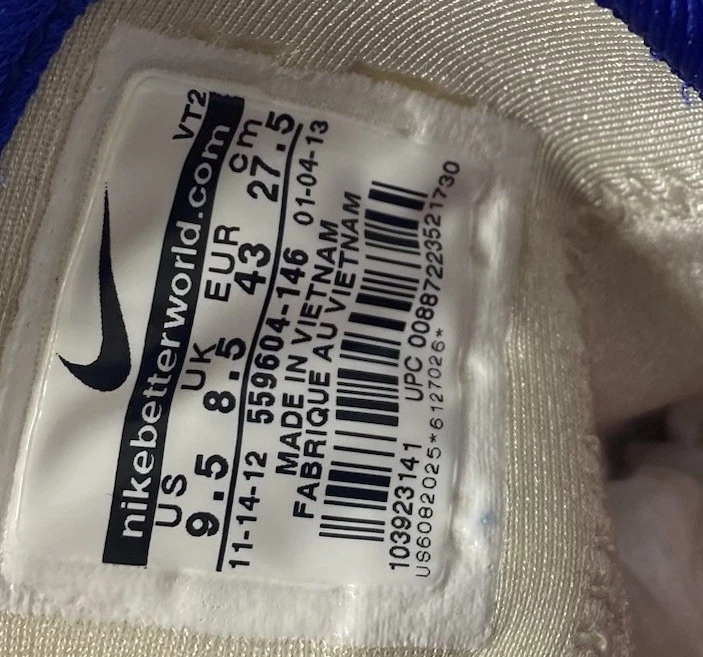 VT2
nikebetterworld.com
US UK EUR cm
9.5 8.5 43 27.5
11-14-12 559604-146 01-04-13
MADE IN VIETNAM
FABRIQUE AU VIETNAM
103923141 UPC 00887223521730
US6082025*6127026*